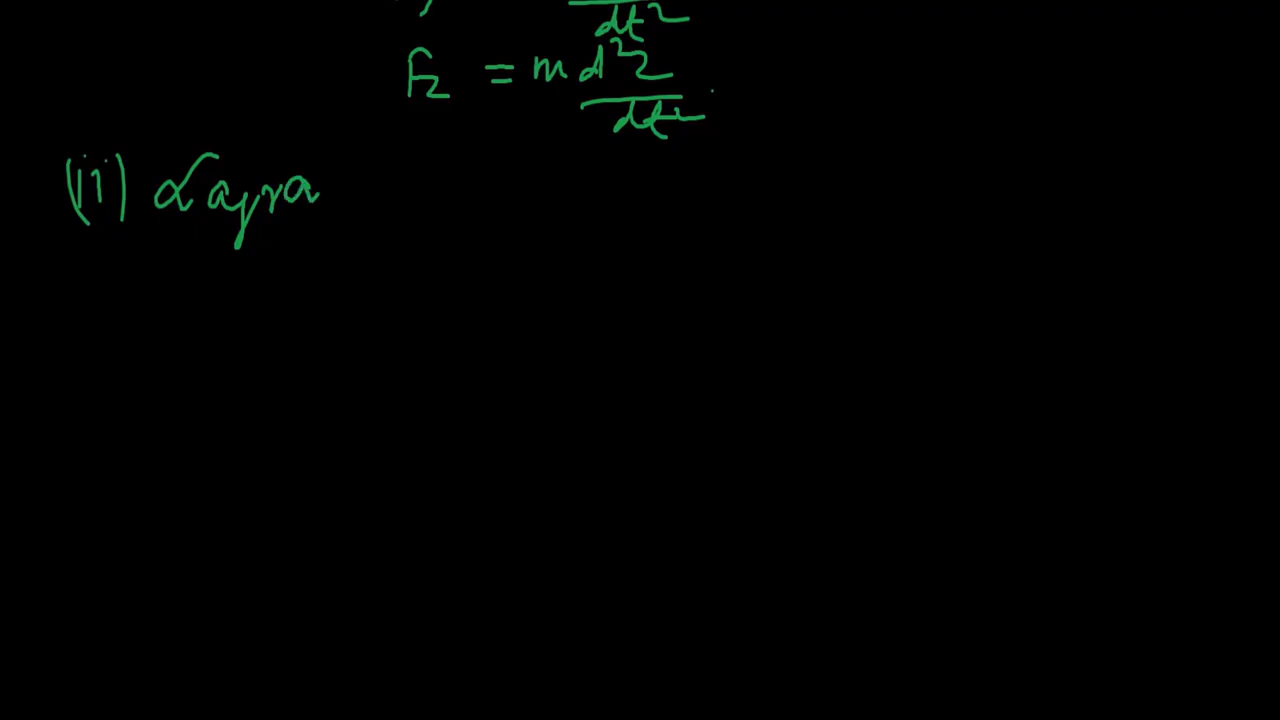 dt²
F_z = m d²z
dt²
(ii) Lagra